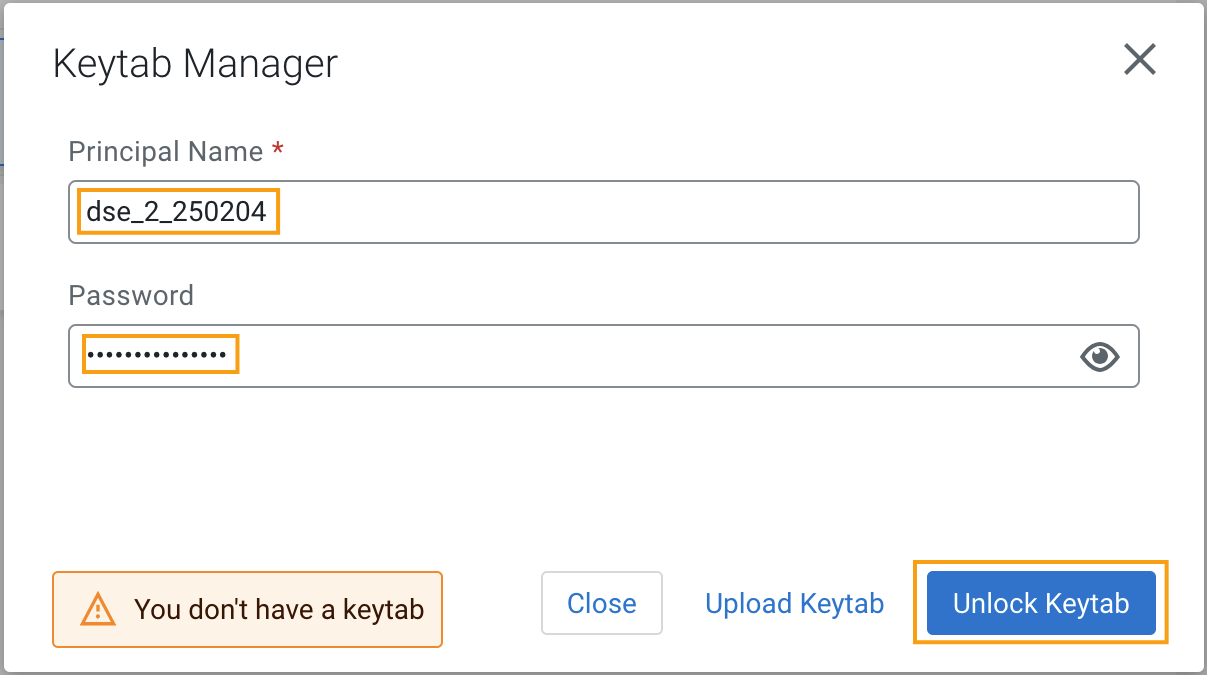 Keytab Manager
Principal Name *
dse_2_250204
Password
•••••••••••••••
You don't have a keytab
Close
Upload Keytab
Unlock Keytab